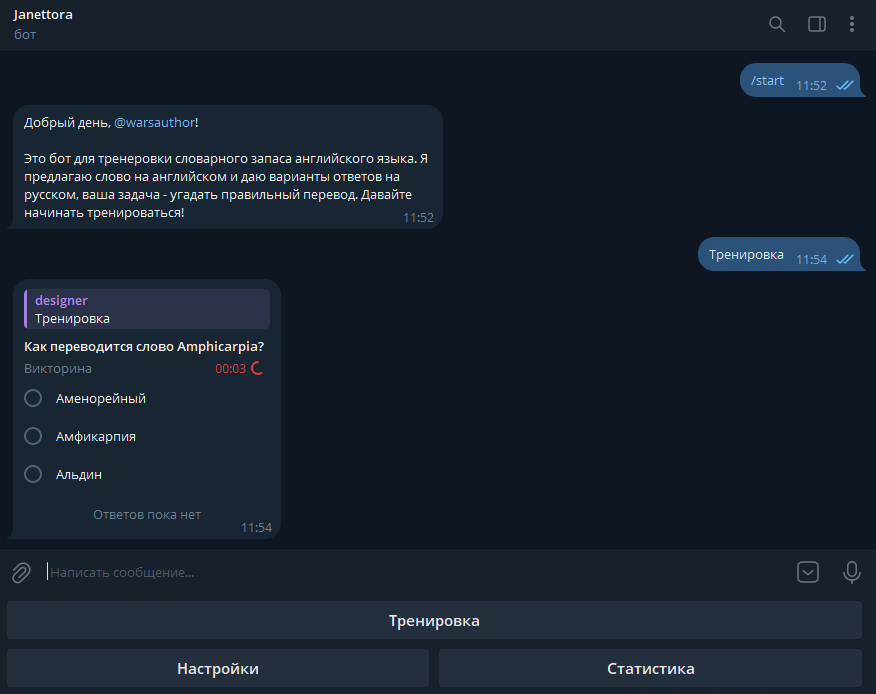 Janettora
бот
/start 11:52
Добрый день, @warsauthor!
Это бот для тренеровки словарного запаса английского языка. Я
предлагаю слово на английском и даю варианты ответов на
русском, ваша задача - угадать правильный перевод. Давайте
начинать тренироваться!
11:52
Тренировка 11:54
designer
Тренировка
Как переводится слово Amphicarpia?
Викторина 00:03
Аменорейный
Амфикарпия
Альдин
Ответов пока нет
11:54
Написать сообщение...
Тренировка
Настройки Статистика